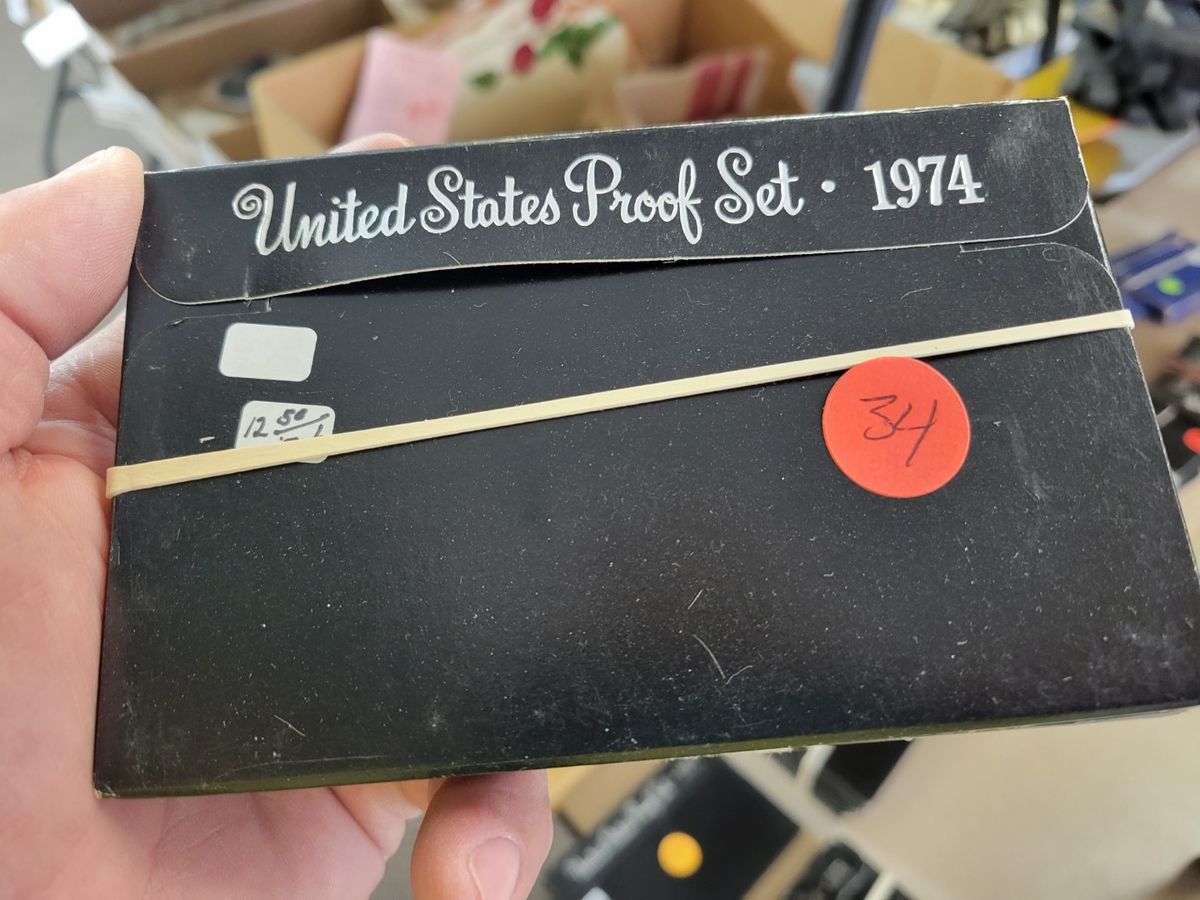 United States Proof Set · 1974
12 50/
34